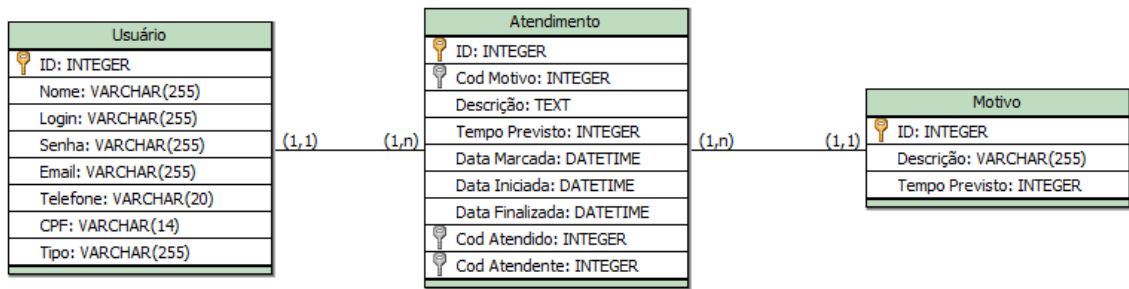 Usuário
ID: INTEGER
Nome: VARCHAR(255)
Login: VARCHAR(255)
Senha: VARCHAR(255)
Email: VARCHAR(255)
Telefone: VARCHAR(20)
CPF: VARCHAR(14)
Tipo: VARCHAR(255)
(1,1)
(1,n)
Atendimento
ID: INTEGER
Cod Motivo: INTEGER
Descrição: TEXT
Tempo Previsto: INTEGER
Data Marcada: DATETIME
Data Iniciada: DATETIME
Data Finalizada: DATETIME
Cod Atendido: INTEGER
Cod Atendente: INTEGER
(1,n)
(1,1)
Motivo
ID: INTEGER
Descrição: VARCHAR(255)
Tempo Previsto: INTEGER